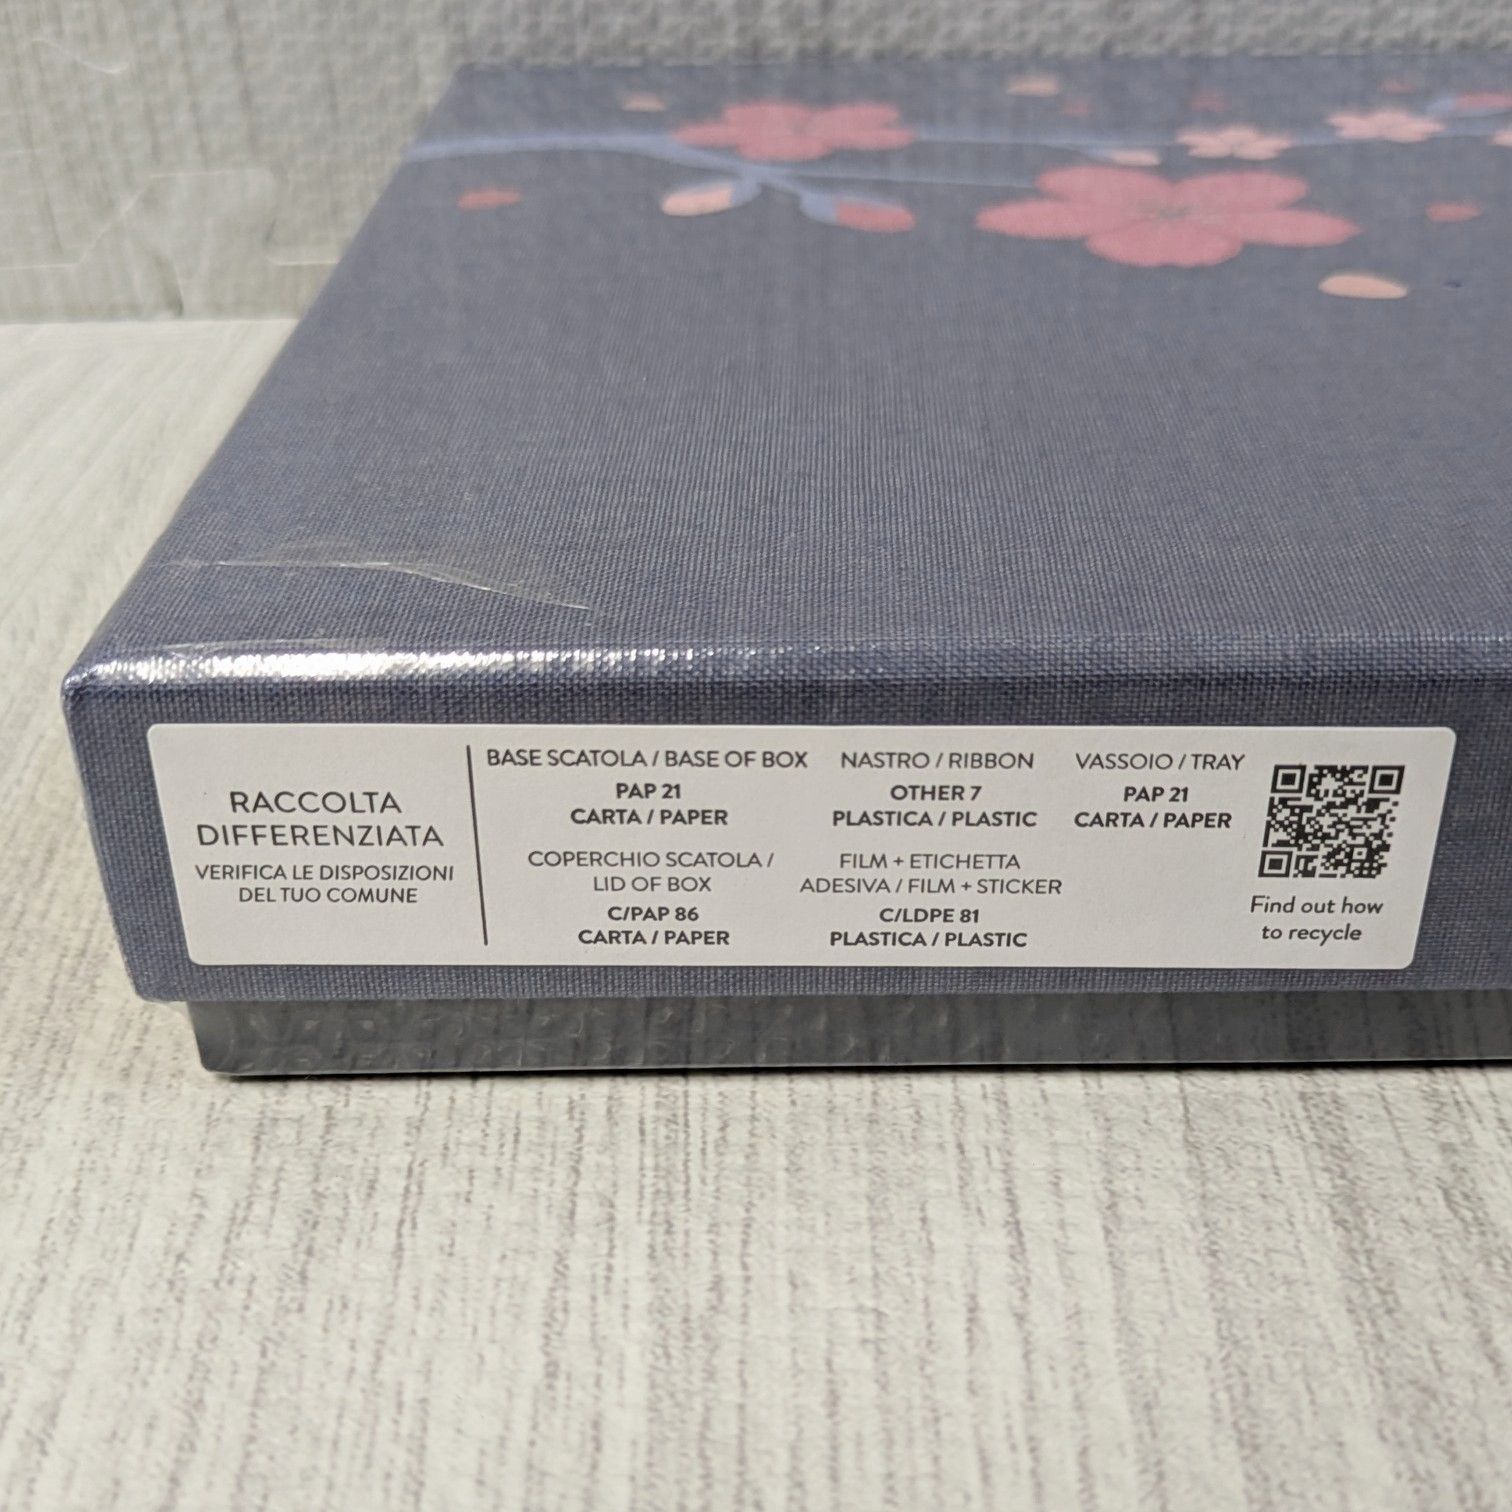 RACCOLTA
DIFFERENZIATA
VERIFICA LE DISPOSIZIONI
DEL TUO COMUNE
BASE SCATOLA / BASE OF BOX
PAP 21
CARTA / PAPER
COPERCHIO SCATOLA /
LID OF BOX
C/PAP 86
CARTA / PAPER
NASTRO / RIBBON
OTHER 7
PLASTICA / PLASTIC
FILM + ETICHETTA
ADESIVA / FILM + STICKER
C/LDPE 81
PLASTICA / PLASTIC
VASSOIO / TRAY
PAP 21
CARTA / PAPER
Find out how
to recycle